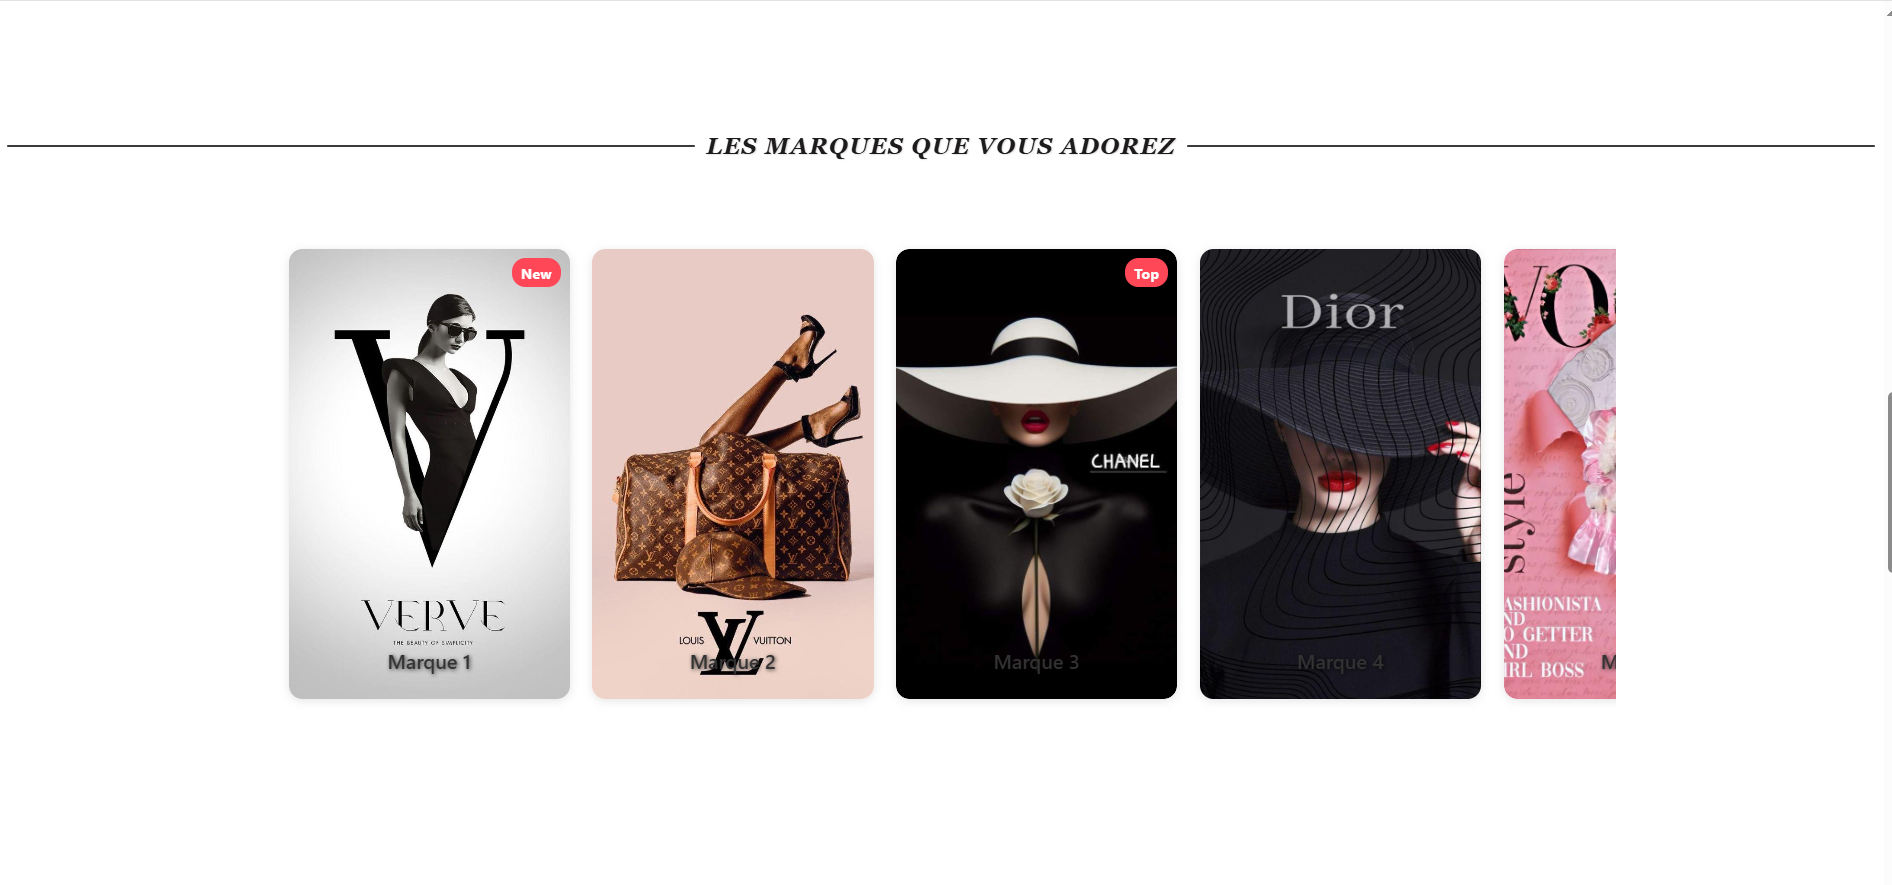 LES MARQUES QUE VOUS ADOREZ
New
VERVE
THE BEAUTY OF SIMPLICITY
Marque 1
LOUIS VUITTON
LV
Marque 2
Top
CHANEL
Marque 3
Dior
Marque 4
VO
style
ASHIONISTA
ND
O GETTER
ND
IRL BOSS
M